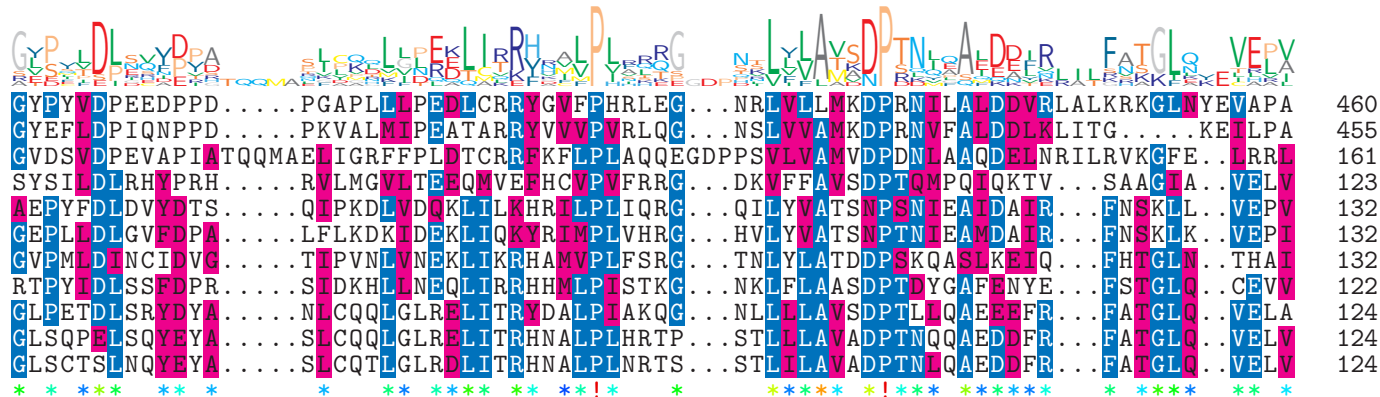 GYPYVDPEEDPPD.....PGAPLLLPEDLCRRYGVFPHRLEG...NRLVLLMKDPRNILALDDVRLALKRKGLNYEVAPA 460
GYEFLDPIQNPPD.....PKVALMIPEATARRYVVVPVRLQG...NSLVVAMKDPRNVFALDDLKLITG.....KEILPA 455
GVDSVDPEVAPIATQQMAELIGRFFPLDTCRRFKFLPLAQQEGDPPSVLVAMVDPDNLAAQDELNRILRVKGFE..LRRL 161
SYSILDLRHYPRH.....RVLMGVLTEEQMVEFHCVPVFRRG...DKVFFAVSDPTQMPQIQKTV...SAAGIA..VELV 123
AEPYFDLDVYDTS.....QIPKDLVDQKLILKHRILPLIQRG...QILYVATSNPSNIEAIDAIR...FNSKLL..VEPV 132
GEPLLDLGVFDPA.....LFLKDKIDEKLIQKYRIMPLVHRG...HVLYVATSNPTNIEAMDAIR...FNSKLK..VEPI 132
GVPMLDINCIDVG.....TIPVNLVNEKLIKRHAMVPLFSRG...TNLYLATDDPSKQASLKEIQ...FHTGLN..THAI 132
RTPYIDLSSFDPR.....SIDKHLLNEQLIRRHHMLPISTKG...NKLFLAASDPTDYGAFENYE...FSTGLQ..CEVV 122
GLPETDLSRYDYA.....NLCQQLGLRELITRYDALPIAKQG...NLLLLAVSDPTLLQAEEEFR...FATGLQ..VELA 124
GLSQPELSQYEYA.....SLCQQLGLRELITRHNALPLHRTP...STLLLAVADPTNQQAEDDFR...FATGLQ..VELV 124
GLSCTSLNQYEYA.....SLCQTLGLRDLITRHNALPLNRTS...STLILAVADPTNLQAEDDFR...FATGLQ..VELV 124